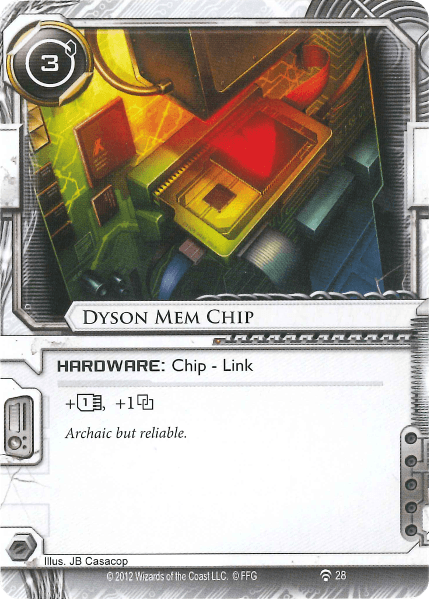 3
DYSON MEM CHIP
HARDWARE: Chip - Link
+1, +1
Archaic but reliable.
Illus. JB Casacop
© 2012 Wizards of the Coast LLC. © FFG 28